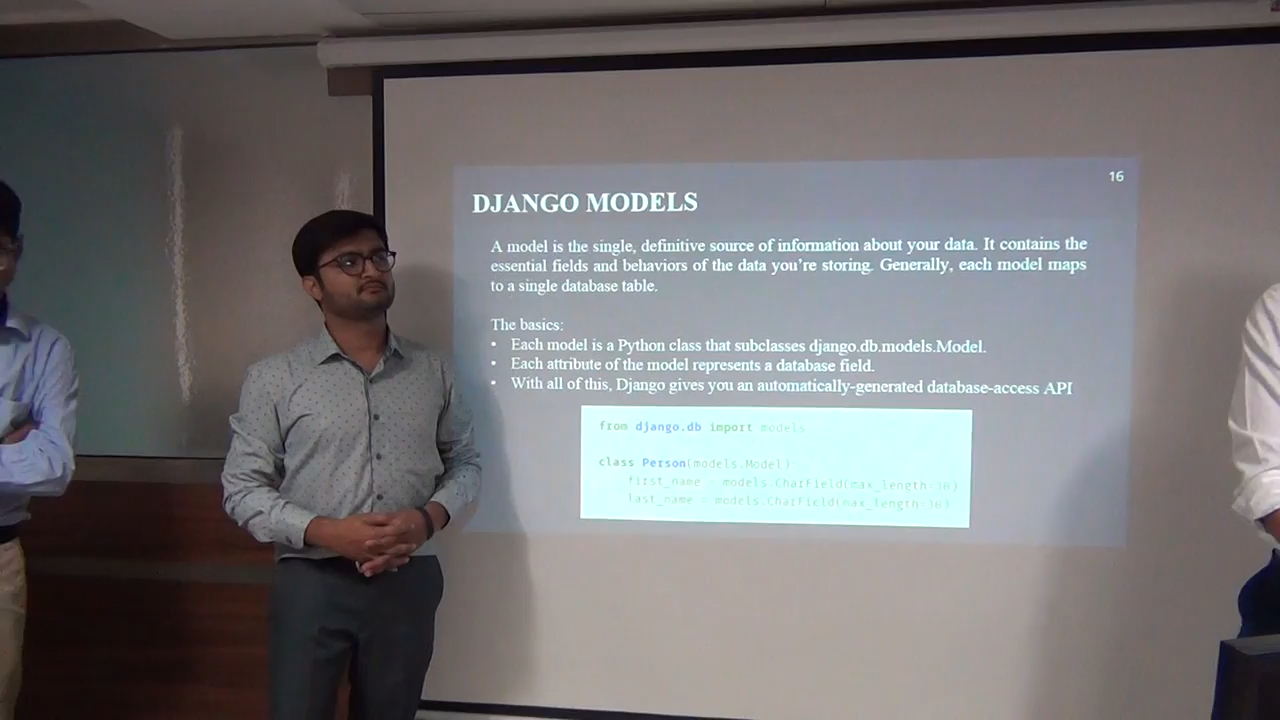 16
DJANGO MODELS
A model is the single, definitive source of information about your data. It contains the
essential fields and behaviors of the data you're storing. Generally, each model maps
to a single database table.
The basics:
• Each model is a Python class that subclasses django.db.models.Model.
• Each attribute of the model represents a database field.
• With all of this, Django gives you an automatically-generated database-access API
from django.db import models
class Person(models.Model):
first_name = models.CharField(max_length=30)
last_name = models.CharField(max_length=30)